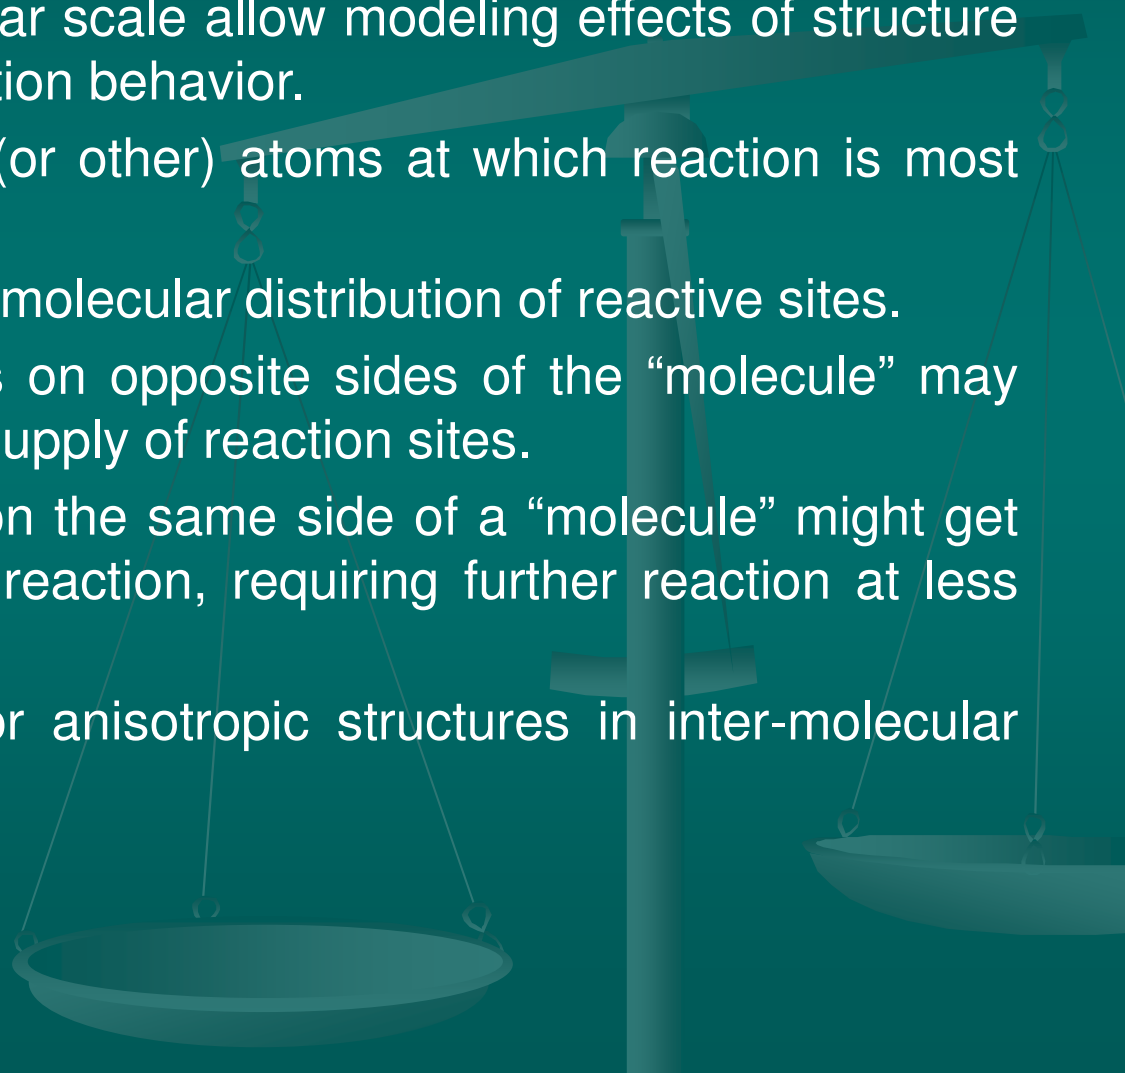 ar scale allow modeling effects of structure
tion behavior.
(or other) atoms at which reaction is most
molecular distribution of reactive sites.
s on opposite sides of the “molecule” may
upply of reaction sites.
on the same side of a “molecule” might get
reaction, requiring further reaction at less
or anisotropic structures in inter-molecular